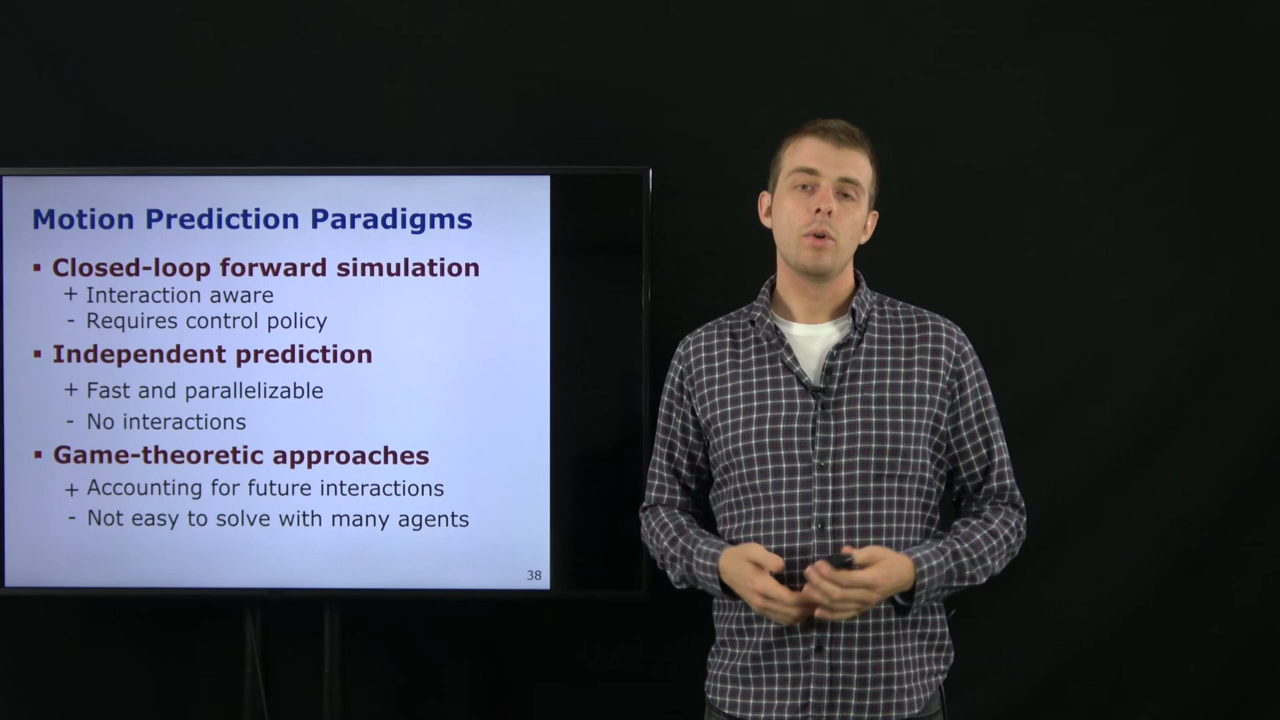 Motion Prediction Paradigms
▪ Closed-loop forward simulation
+ Interaction aware
- Requires control policy
▪ Independent prediction
+ Fast and parallelizable
- No interactions
▪ Game-theoretic approaches
+ Accounting for future interactions
- Not easy to solve with many agents
38